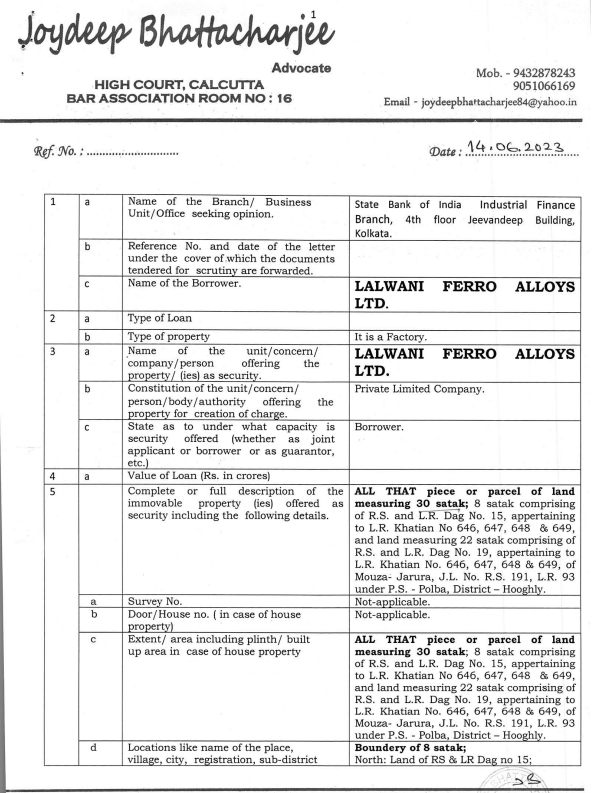 1
Joydeep Bhattacharjee
Advocate
HIGH COURT, CALCUTTA
BAR ASSOCIATION ROOM NO : 16
Mob. - 9432878243
9051066169
Email - joydeepbhattacharjee84@yahoo.in
Ref. No. : ............................
Date : 14.06.2023
1 a Name of the Branch/ Business
Unit/Office seeking opinion.
State Bank of India Industrial Finance
Branch, 4th floor Jeevandeep Building,
Kolkata.
b Reference No. and date of the letter
under the cover of which the documents
tendered for scrutiny are forwarded.
c Name of the Borrower.
LALWANI FERRO ALLOYS
LTD.
2 a Type of Loan
b Type of property It is a Factory.
3 a Name of the unit/concern/
company/person offering the
property/ (ies) as security.
LALWANI FERRO ALLOYS
LTD.
b Constitution of the unit/concern/
person/body/authority offering the
property for creation of charge.
Private Limited Company.
c State as to under what capacity is
security offered (whether as joint
applicant or borrower or as guarantor,
etc.)
Borrower.
4 a Value of Loan (Rs. in crores)
5 Complete or full description of the
immovable property (ies) offered as
security including the following details.
ALL THAT piece or parcel of land
measuring 30 satak; 8 satak comprising
of R.S. and L.R. Dag No. 15, appertaining
to L.R. Khatian No 646, 647, 648 & 649,
and land measuring 22 satak comprising of
R.S. and L.R. Dag No. 19, appertaining to
L.R. Khatian No 646, 647, 648 & 649, of
Mouza- Jarura, J.L. No. R.S. 191, L.R. 93
under P.S. - Polba, District – Hooghly.
a Survey No. Not-applicable.
b Door/House no. ( in case of house
property)
Not-applicable.
c Extent/ area including plinth/ built
up area in case of house property
ALL THAT piece or parcel of land
measuring 30 satak; 8 satak comprising
of R.S. and L.R. Dag No. 15, appertaining
to L.R. Khatian No 646, 647, 648 & 649,
and land measuring 22 satak comprising of
R.S. and L.R. Dag No. 19, appertaining to
L.R. Khatian No 646, 647, 648 & 649, of
Mouza- Jarura, J.L. No. R.S. 191, L.R. 93
under P.S. - Polba, District – Hooghly.
d Locations like name of the place,
village, city, registration, sub-district
Boundery of 8 satak;
North: Land of RS & LR Dag no 15;